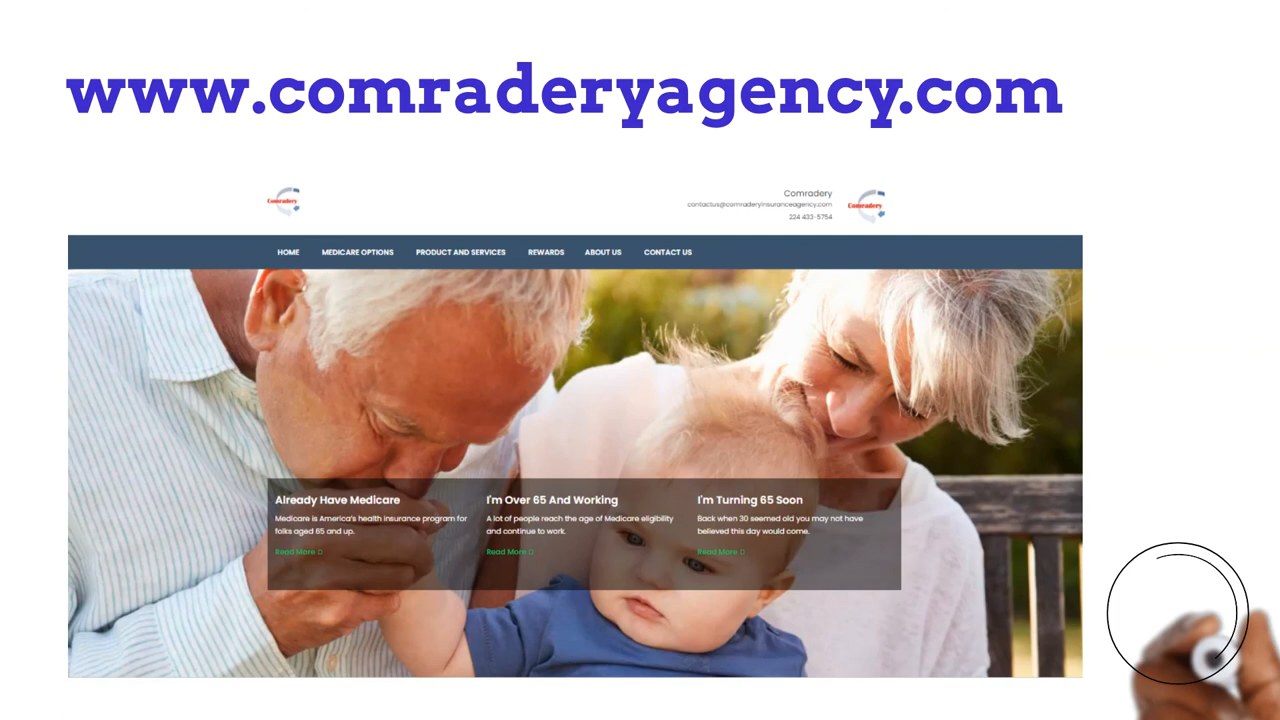 www.comraderyagency.com
Comradery
Comradery
contactus@comraderyinsuranceagency.com
224 433-5754
Comradery
HOME MEDICARE OPTIONS PRODUCT AND SERVICES REWARDS ABOUT US CONTACT US
Already Have Medicare
Medicare is America's health insurance program for
folks aged 65 and up.
Read More
I'm Over 65 And Working
A lot of people reach the age of Medicare eligibility
and continue to work.
Read More
I'm Turning 65 Soon
Back when 30 seemed old you may not have
believed this day would come.
Read More